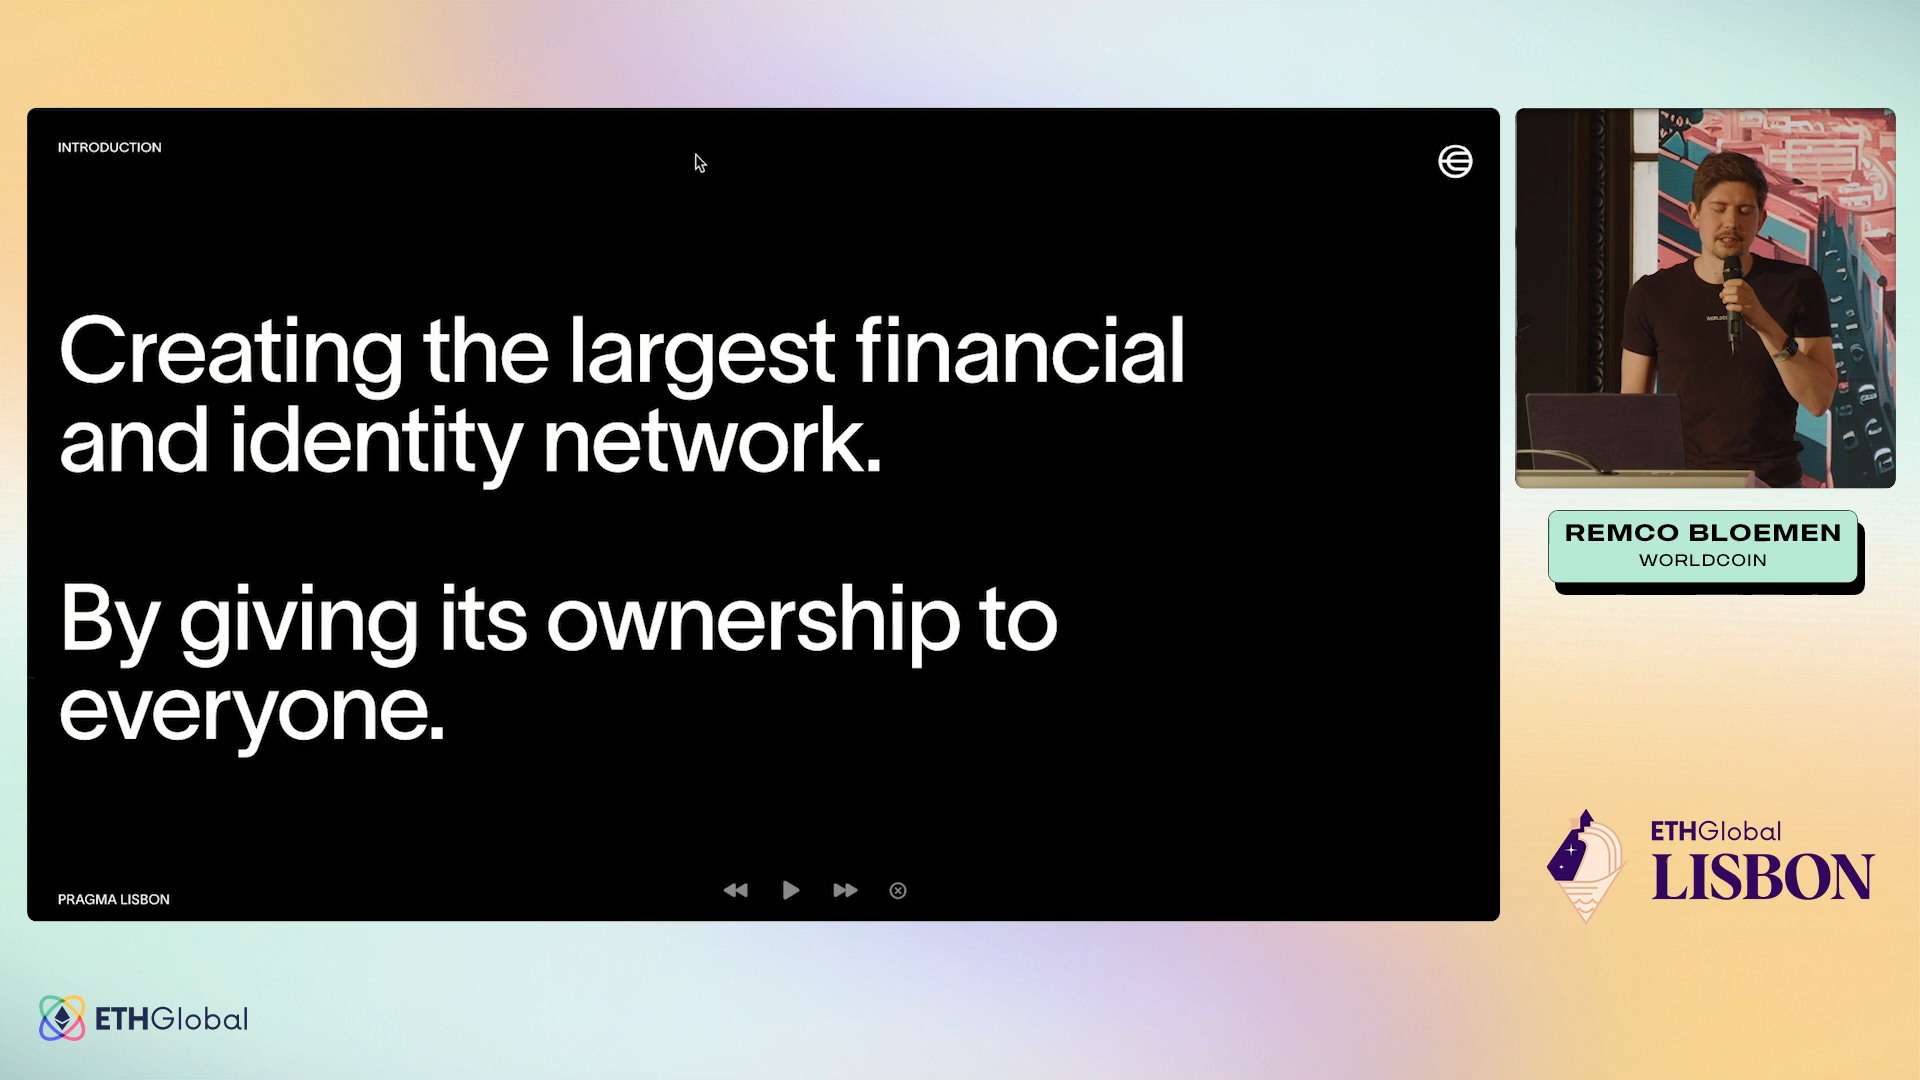 INTRODUCTION
Creating the largest financial
and identity network.
By giving its ownership to
everyone.
PRAGMA LISBON
REMCO BLOEMEN
WORLDCOIN
ETHGlobal
LISBON
ETHGlobal